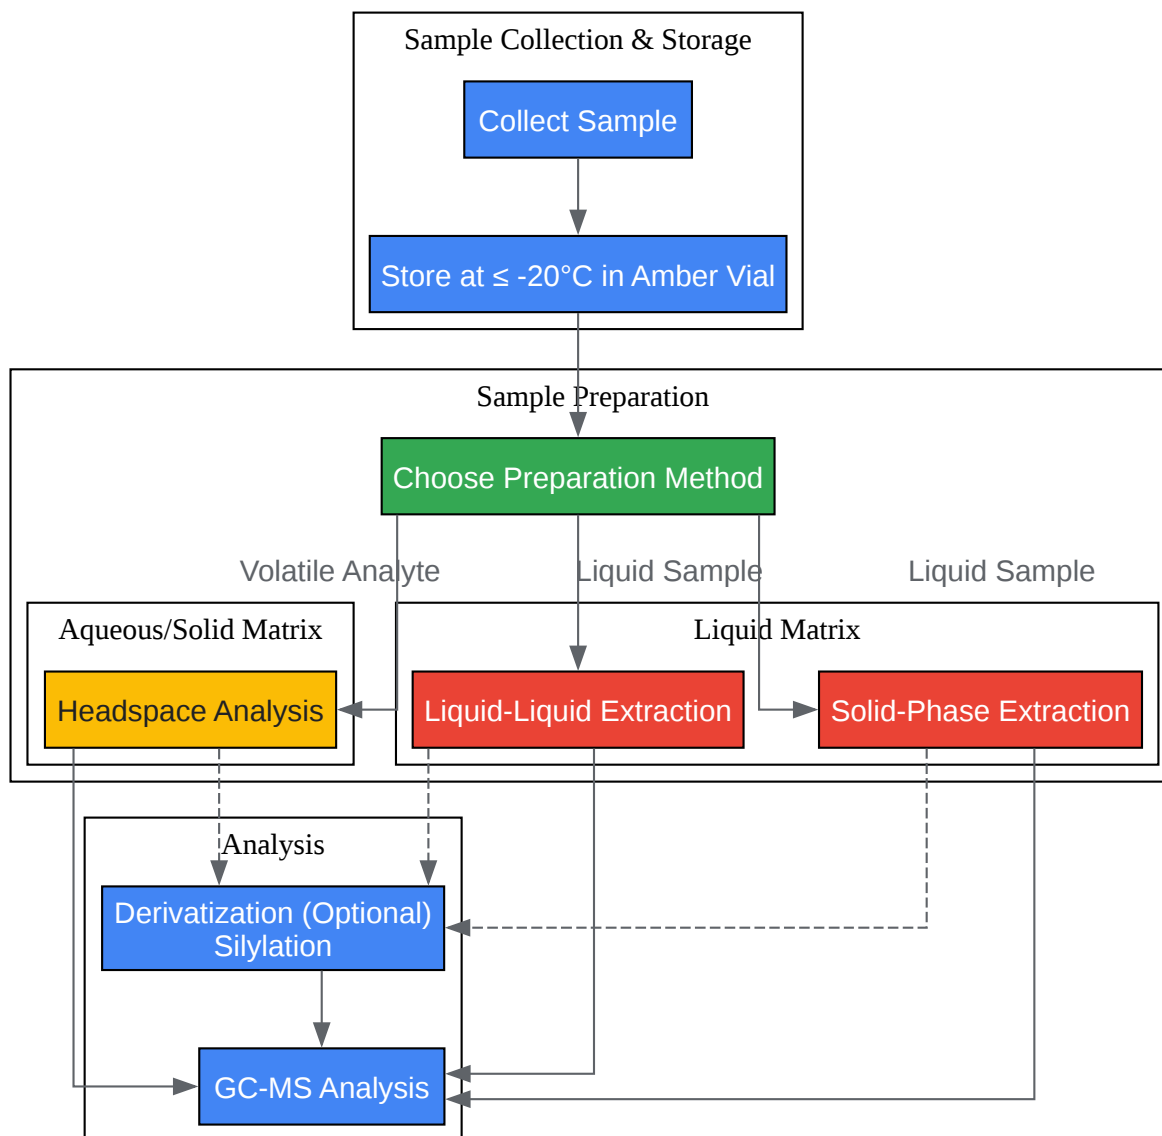 Sample Collection & Storage
Collect Sample
Store at ≤ -20°C in Amber Vial
Sample Preparation
Choose Preparation Method
Volatile Analyte
Liquid Sample
Liquid Sample
Aqueous/Solid Matrix
Liquid Matrix
Headspace Analysis
Liquid-Liquid Extraction
Solid-Phase Extraction
Analysis
Derivatization (Optional)
Silylation
GC-MS Analysis